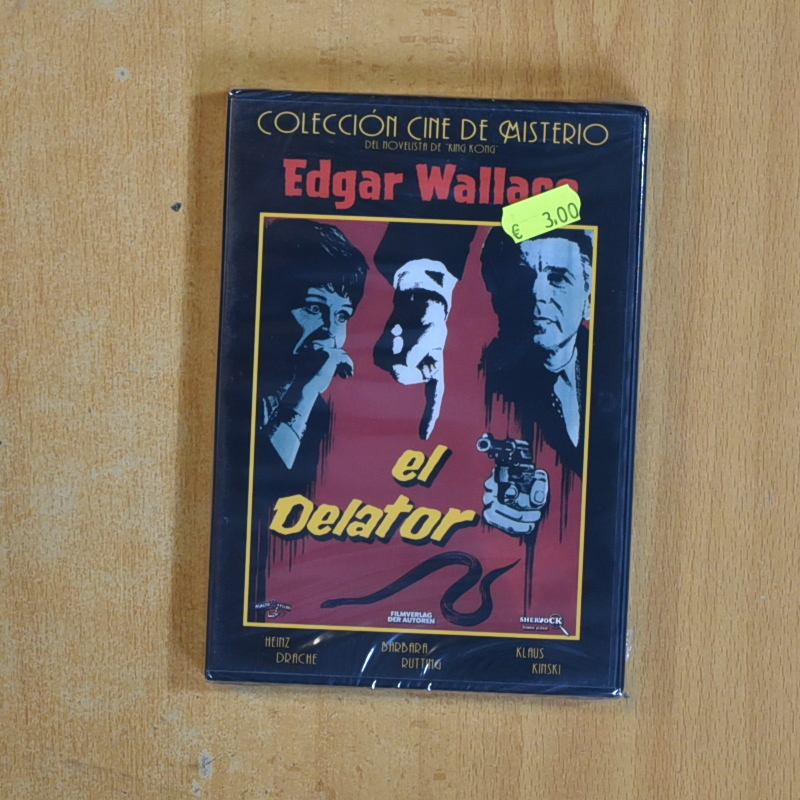 COLECCIÓN CINE DE MISTERIO
DEL NOVELISTA DE "KING KONG"
Edgar Wallace
€ 3.00
el
Delator
FILMVERLAG
DER AUTOREN
SHERLOCK
HEINZ
DRACHE
BARBARA
RUTTING
KLAUS
KINSKI